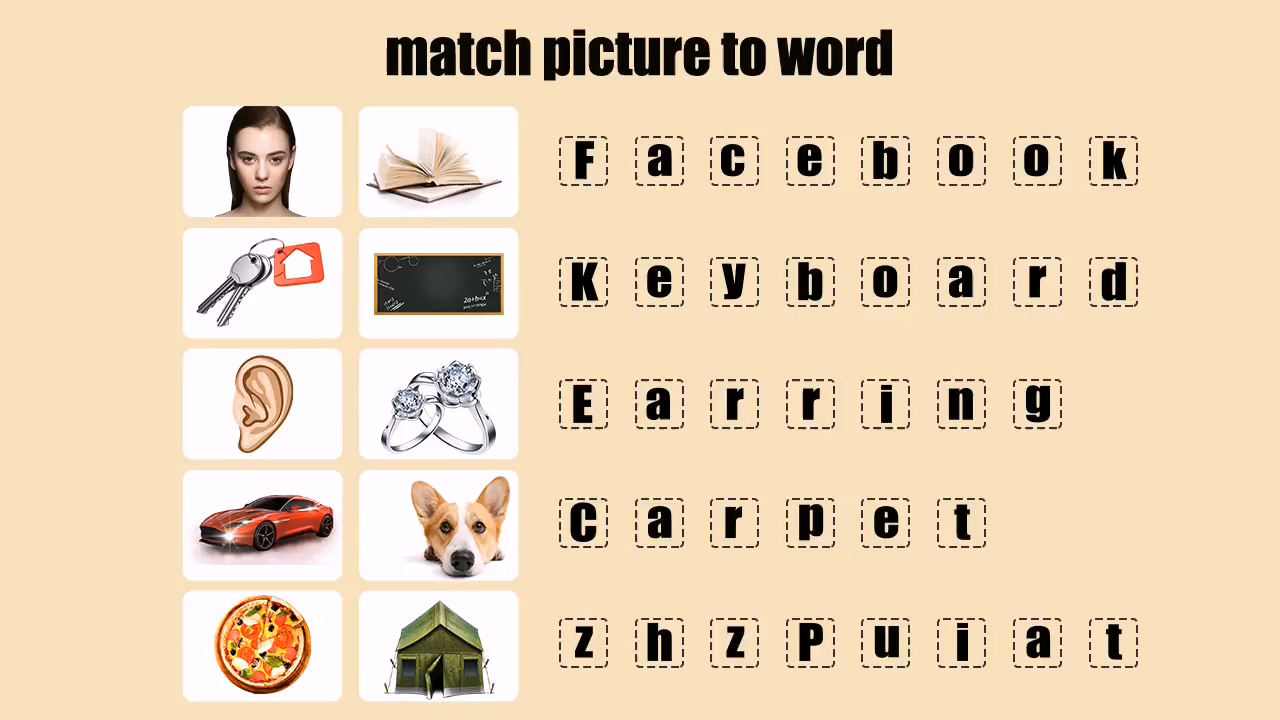 match picture to word
F a c e b o o k
K e y b o a r d
E a r r i n g
C a r p e t
z h z P u i a t